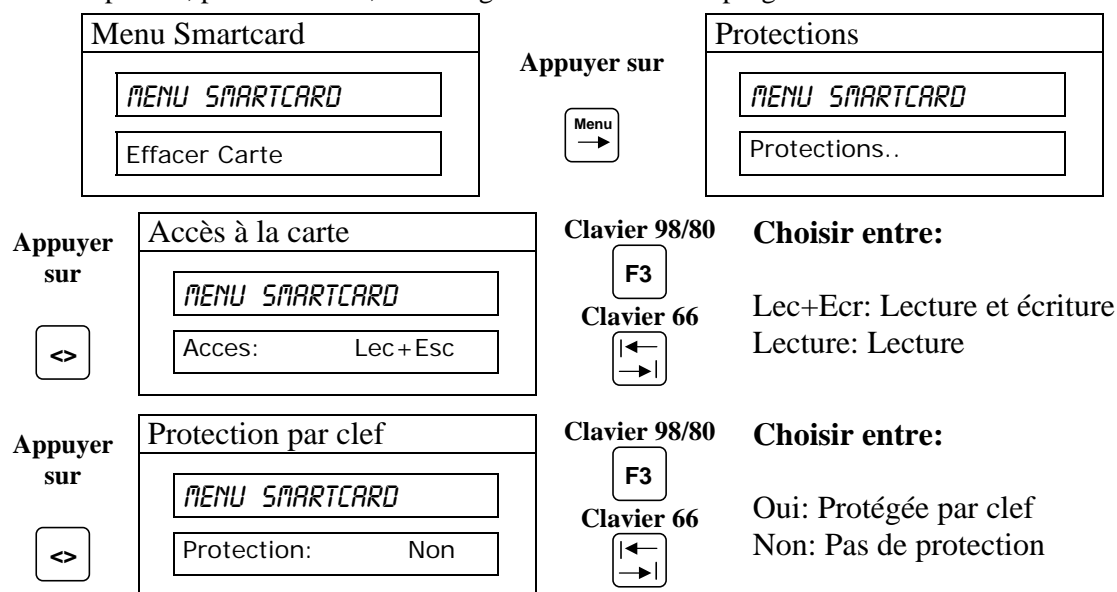 Menu Smartcard
MENU SMARTCARD
Effacer Carte
Appuyer sur
Menu
Protections
MENU SMARTCARD
Protections..
Appuyer
sur
<>
Accès à la carte
MENU SMARTCARD
Acces: Lec+Esc
Clavier 98/80
F3
Clavier 66
Choisir entre:
Lec+Ecr: Lecture et écriture
Lecture: Lecture
Appuyer
sur
<>
Protection par clef
MENU SMARTCARD
Protection: Non
Clavier 98/80
F3
Clavier 66
Choisir entre:
Oui: Protégée par clef
Non: Pas de protection